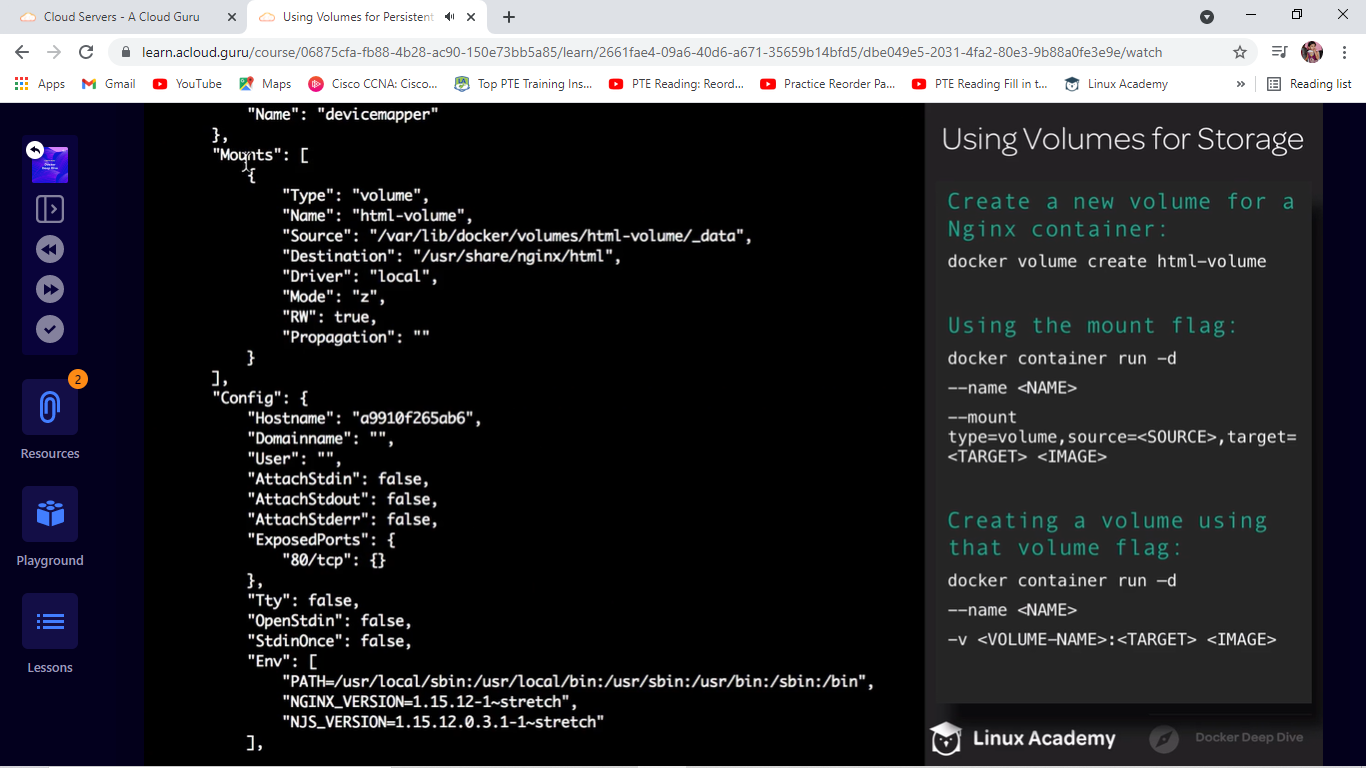 Cloud Servers - A Cloud Guru
Using Volumes for Persistent
learn.acloud.guru/course/06875cfa-fb88-4b28-ac90-150e73bb5a85/learn/2661fae4-09a6-40d6-a671-35659b14bfd5/dbe049e5-2031-4fa2-80e3-9b88a0fe3e9e/watch
Apps
Gmail
YouTube
Maps
Cisco CCNA: Cisco...
Top PTE Training Ins...
PTE Reading: Reord...
Practice Reorder Pa...
PTE Reading Fill in t...
Linux Academy
»
Reading list
2
Resources
Playground
Lessons
"Name": "devicemapper"
},
"Mounts": [
{
"Type": "volume",
"Name": "html-volume",
"Source": "/var/lib/docker/volumes/html-volume/_data",
"Destination": "/usr/share/nginx/html",
"Driver": "local",
"Mode": "z",
"RW": true,
"Propagation": ""
}
],
"Config": {
"Hostname": "a9910f265ab6",
"Domainname": "",
"User": "",
"AttachStdin": false,
"AttachStdout": false,
"AttachStderr": false,
"ExposedPorts": {
"80/tcp": {}
},
"Tty": false,
"OpenStdin": false,
"StdinOnce": false,
"Env": [
"PATH=/usr/local/sbin:/usr/local/bin:/usr/sbin:/usr/bin:/sbin:/bin",
"NGINX_VERSION=1.15.12-1~stretch",
"NJS_VERSION=1.15.12.0.3.1-1~stretch"
],
Using Volumes for Storage
Create a new volume for a
Nginx container:
docker volume create html-volume
Using the mount flag:
docker container run -d
--name <NAME>
--mount
type=volume,source=<SOURCE>,target=
<TARGET> <IMAGE>
Creating a volume using
that volume flag:
docker container run -d
--name <NAME>
-v <VOLUME-NAME>:<TARGET> <IMAGE>
Linux Academy
Docker Deep Dive